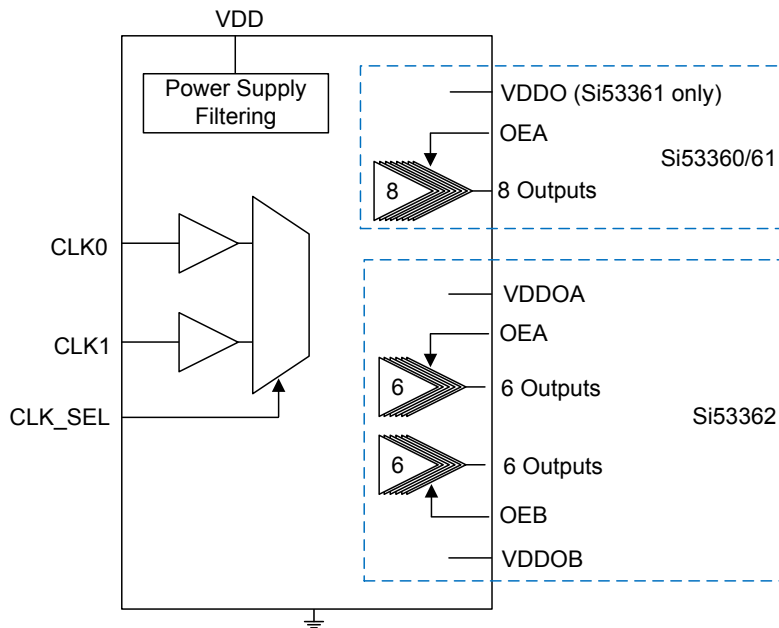 VDD
Power Supply
Filtering
VDDO (Si53361 only)
OEA
Si53360/61
8
8 Outputs
CLK0
VDDOA
OEA
CLK1
6
6 Outputs
CLK_SEL
Si53362
6
6 Outputs
OEB
VDDOB